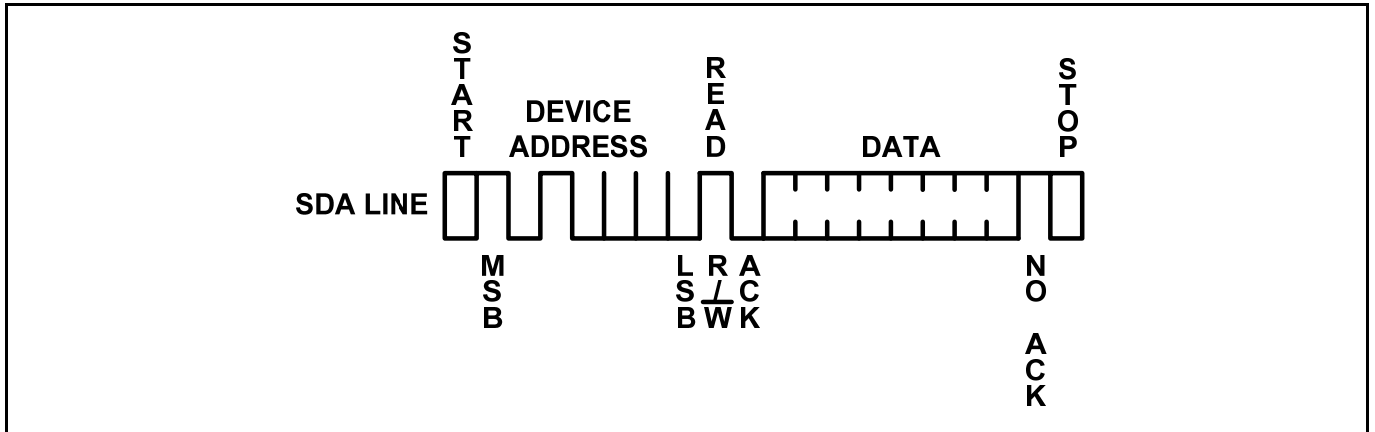 START
DEVICE
ADDRESS
READ
DATA
STOP
SDA LINE
MSB
LSB
R/W
ACK
NO ACK